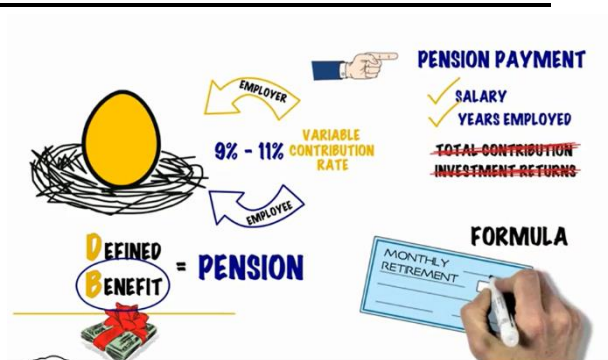 PENSION PAYMENT
SALARY
YEARS EMPLOYED
TOTAL CONTRIBUTION
INVESTMENT RETURNS
EMPLOYER
9% - 11%
VARIABLE
CONTRIBUTION
RATE
EMPLOYEE
DEFINED
BENEFIT
= PENSION
FORMULA
MONTHLY
RETIREMENT